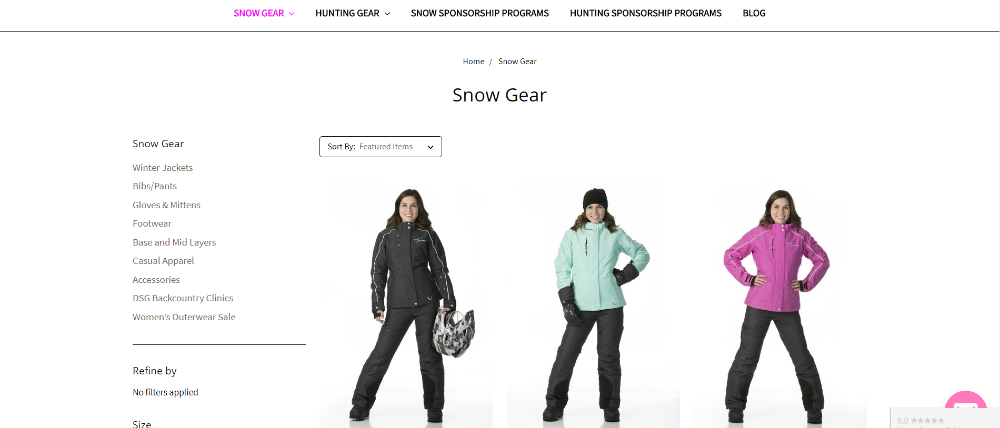 SNOW GEAR HUNTING GEAR SNOW SPONSORSHIP PROGRAMS HUNTING SPONSORSHIP PROGRAMS BLOG
Home / Snow Gear
Snow Gear
Snow Gear
Winter Jackets
Bibs/Pants
Gloves & Mittens
Footwear
Base and Mid Layers
Casual Apparel
Accessories
DSG Backcountry Clinics
Women’s Outerwear Sale
Refine by
No filters applied
Size
Sort By: Featured Items
0.0 ★★★★★